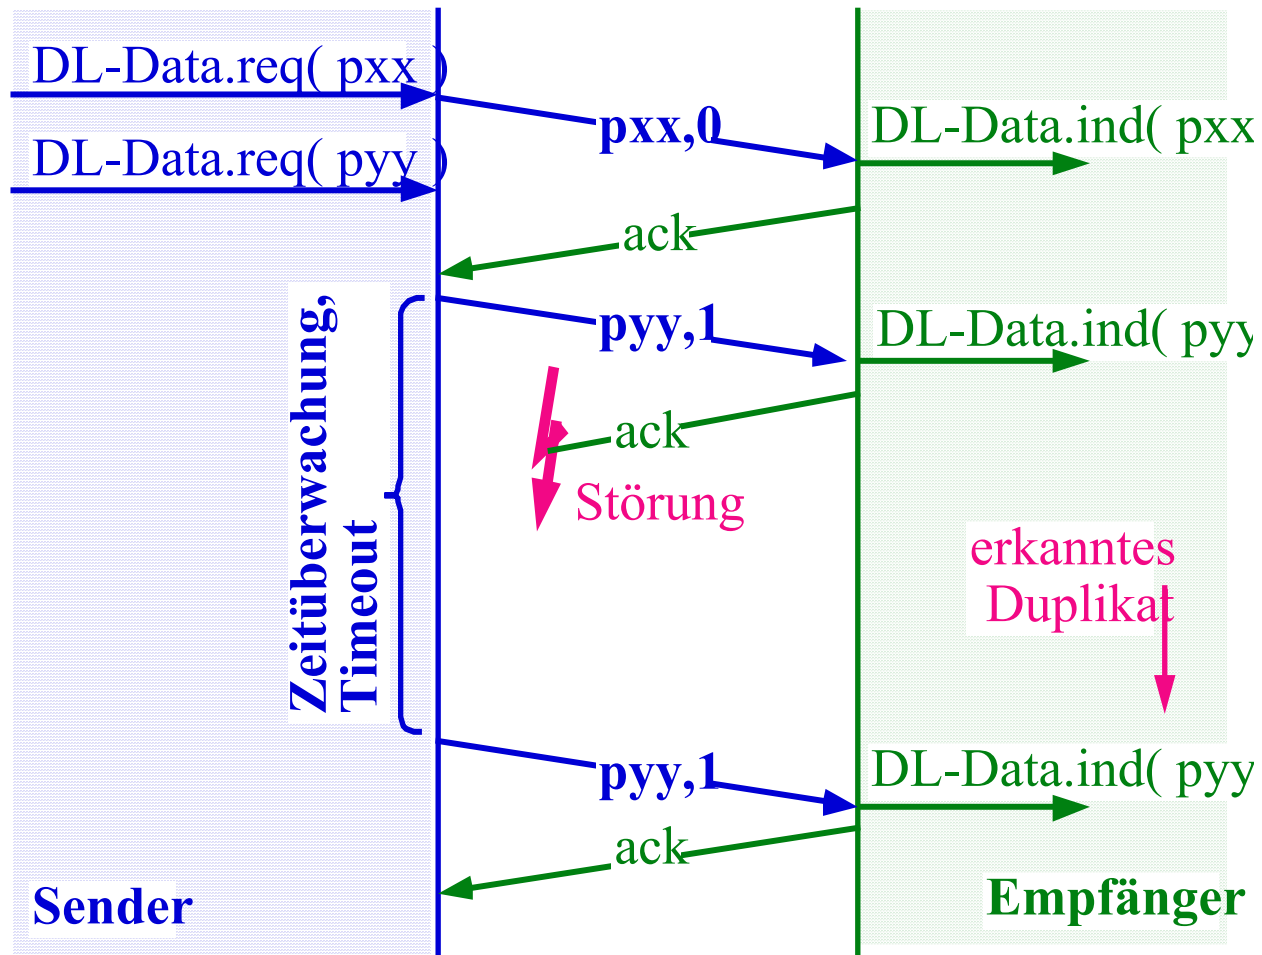 DL-Data.req( pxx )
pxx,0
DL-Data.ind( pxx
DL-Data.req( pyy )
ack
Zeitüberwachung,
Timeout
pyy,1
DL-Data.ind( pyy
ack
Störung
erkanntes
Duplikat
pyy,1
DL-Data.ind( pyy
ack
Sender
Empfänger